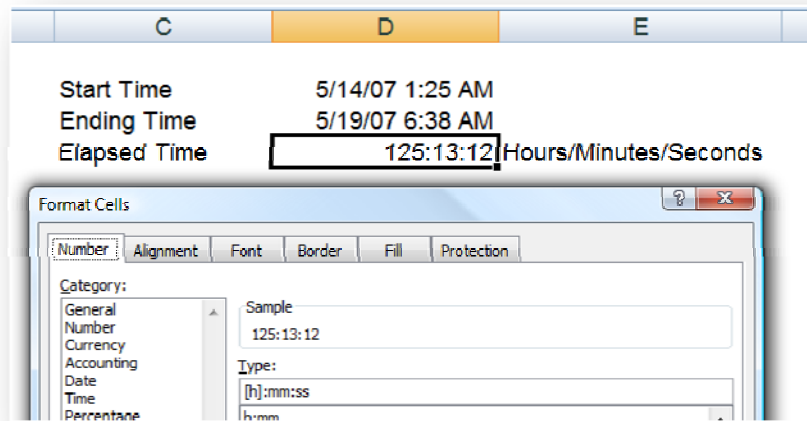 C D E
Start Time 5/14/07 1:25 AM
Ending Time 5/19/07 6:38 AM
Elapsed Time 125:13:12 Hours/Minutes/Seconds
Format Cells ? X
Number Alignment Font Border Fill Protection
Category:
General Sample
Number 125:13:12
Currency
Accounting Type:
Date
Time [h]:mm:ss
Percentage h:mm